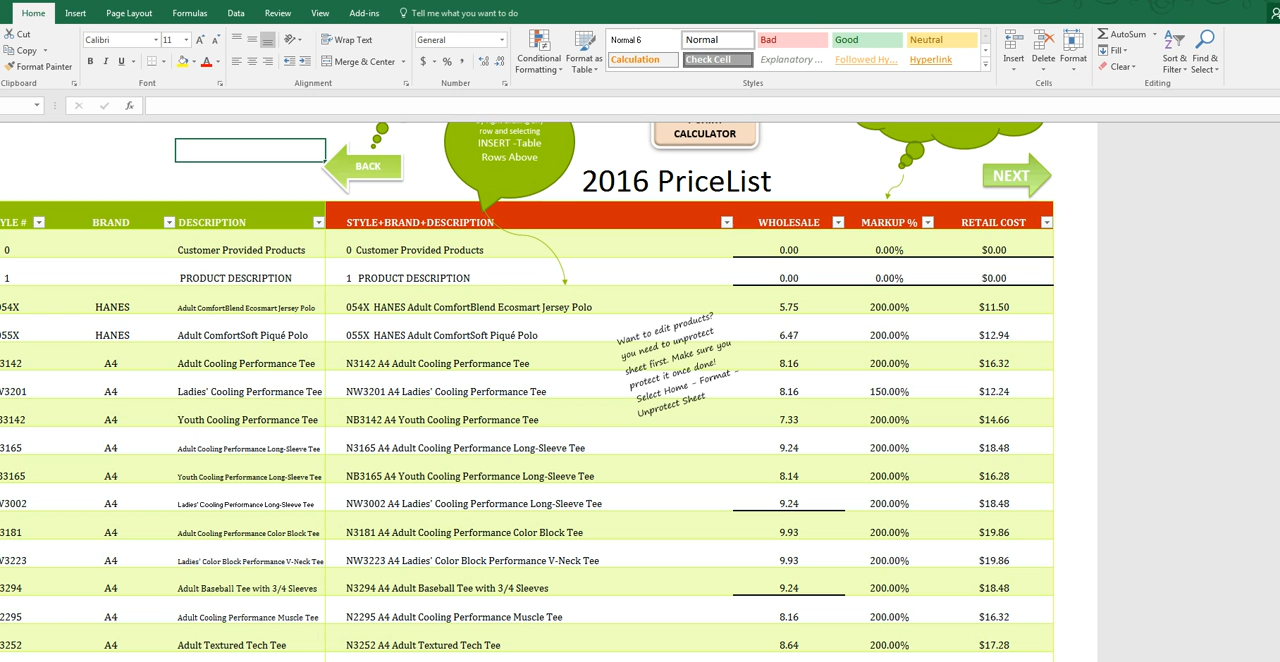 Home Insert Page Layout Formulas Data Review View Add-ins Tell me what you want to do
Cut
Copy
Format Painter
Clipboard
Calibri 11
B I U
Font
Wrap Text
Merge & Center
Alignment
General
$ % ,
Number
Conditional Formatting
Format as Table
Normal 6 Normal Bad Good Neutral
Calculation Check Cell Explanatory ... Followed Hy... Hyperlink
Styles
Insert Delete Format
Cells
AutoSum
Fill
Clear
Sort & Filter
Find & Select
Editing
fx
BACK
row and selecting
INSERT -Table
Rows Above
CALCULATOR
2016 PriceList
NEXT
YLE # BRAND DESCRIPTION STYLE+BRAND+DESCRIPTION WHOLESALE MARKUP % RETAIL COST
0 Customer Provided Products 0 Customer Provided Products 0.00 0.00% $0.00
1 PRODUCT DESCRIPTION 1 PRODUCT DESCRIPTION 0.00 0.00% $0.00
054X HANES Adult ComfortBlend Ecosmart Jersey Polo 054X HANES Adult ComfortBlend Ecosmart Jersey Polo 5.75 200.00% $11.50
055X HANES Adult ComfortSoft Piqué Polo 055X HANES Adult ComfortSoft Piqué Polo 6.47 200.00% $12.94
3142 A4 Adult Cooling Performance Tee N3142 A4 Adult Cooling Performance Tee 8.16 200.00% $16.32
W3201 A4 Ladies' Cooling Performance Tee NW3201 A4 Ladies' Cooling Performance Tee 8.16 150.00% $12.24
B3142 A4 Youth Cooling Performance Tee NB3142 A4 Youth Cooling Performance Tee 7.33 200.00% $14.66
3165 A4 Adult Cooling Performance Long-Sleeve Tee N3165 A4 Adult Cooling Performance Long-Sleeve Tee 9.24 200.00% $18.48
B3165 A4 Youth Cooling Performance Long-Sleeve Tee NB3165 A4 Youth Cooling Performance Long-Sleeve Tee 8.14 200.00% $16.28
W3002 A4 Ladies' Cooling Performance Long-Sleeve Tee NW3002 A4 Ladies' Cooling Performance Long-Sleeve Tee 9.24 200.00% $18.48
3181 A4 Adult Cooling Performance Color Block Tee N3181 A4 Adult Cooling Performance Color Block Tee 9.93 200.00% $19.86
W3223 A4 Ladies' Color Block Performance V-Neck Tee NW3223 A4 Ladies' Color Block Performance V-Neck Tee 9.93 200.00% $19.86
3294 A4 Adult Baseball Tee with 3/4 Sleeves N3294 A4 Adult Baseball Tee with 3/4 Sleeves 9.24 200.00% $18.48
2295 A4 Adult Cooling Performance Muscle Tee N2295 A4 Adult Cooling Performance Muscle Tee 8.16 200.00% $16.32
3252 A4 Adult Textured Tech Tee N3252 A4 Adult Textured Tech Tee 8.64 200.00% $17.28
Want to edit products?
you need to unprotect
sheet first. Make sure you
protect it once done!
Select Home - Format -
Unprotect Sheet